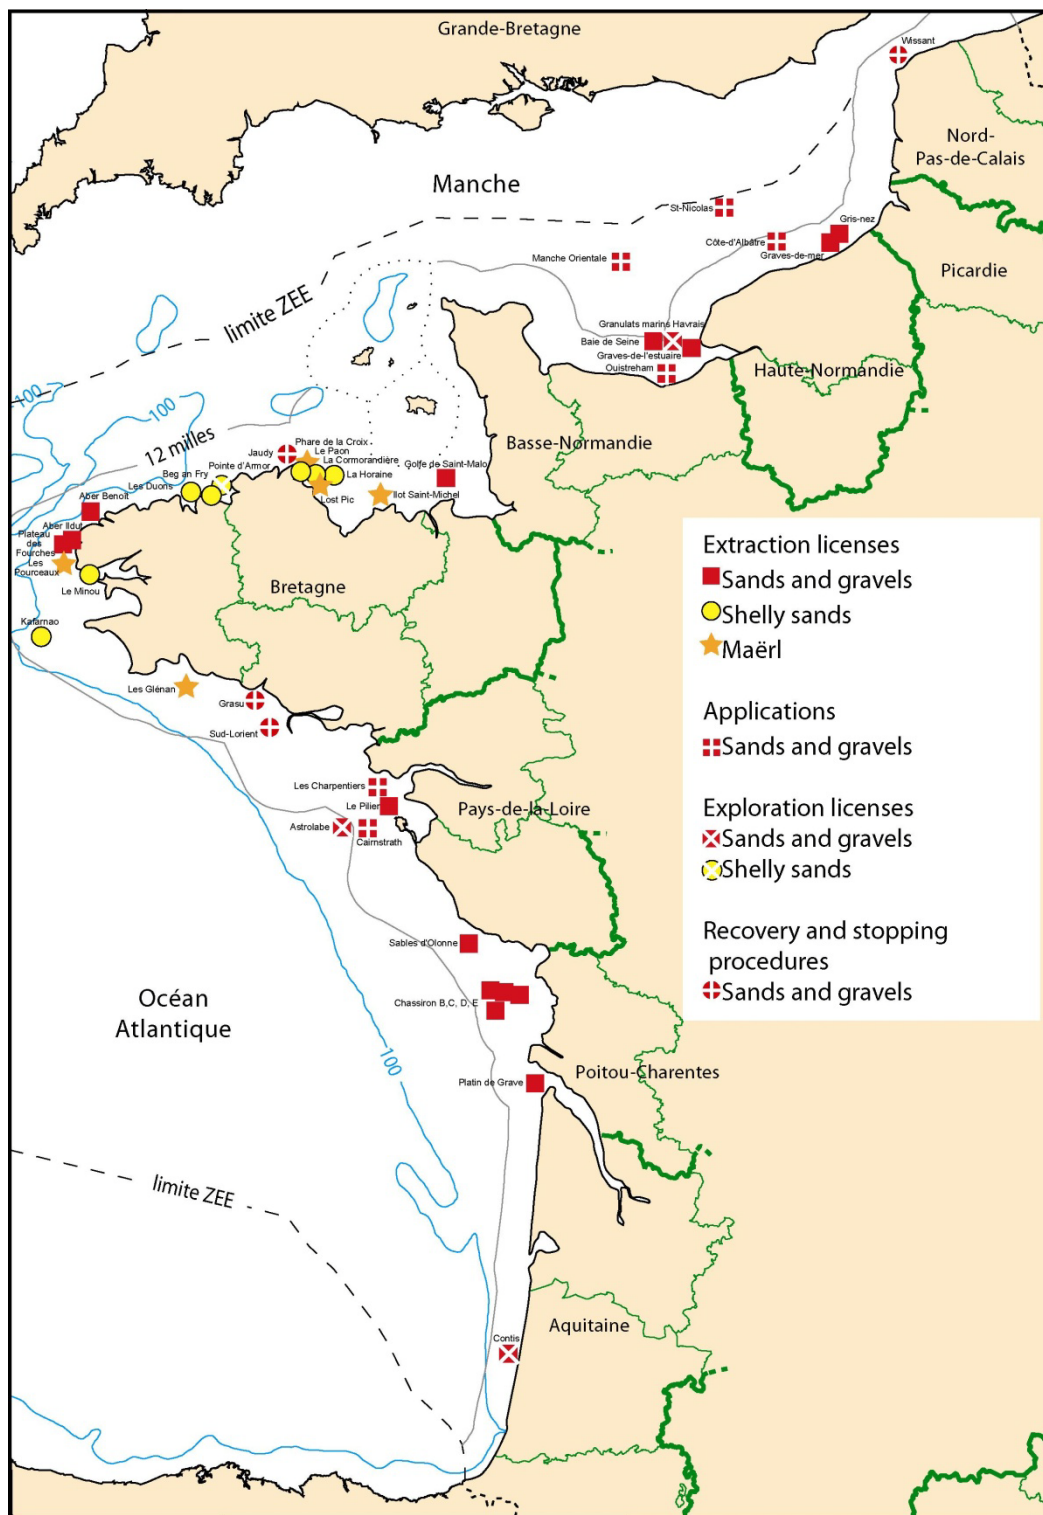 Grande-Bretagne
Wissant
Nord-
Pas-de-Calais
Manche
St-Nicolas
Gris-nez
Côte-d'Albâtre
Graves-de-mer
Manche Orientale
Picardie
limite ZEE
Granulats marins Havrais
Baie de Seine
Graves-de-l'estuaire
Ouistreham
Haute-Normandie
100
100
12 milles
Basse-Normandie
Phare de la Croix
Le Paon
Jaudy
La Cormorandière
Pointe d'Armor
Golfe de Saint-Malo
Beg an Fry
La Horaine
Les Duons
Lost Pic
Ilot Saint-Michel
Aber Benoît
Aber Ildut
Plateau
des
Fourches
Les
Pourceaux
Le Minou
Bretagne
Kafarnao
Les Glénan
Grasu
Sud-Lorient
Les Charpentiers
Le Pilier
Pays-de-la-Loire
Astrolabe
Cairnstrath
Sables d'Olonne
Chassiron B,C, D, E
Océan
Atlantique
100
Platin de Grave
Poitou-Charentes
limite ZEE
Aquitaine
Contis
Extraction licenses
Sands and gravels
Shelly sands
Maërl
Applications
Sands and gravels
Exploration licenses
Sands and gravels
Shelly sands
Recovery and stopping
procedures
Sands and gravels